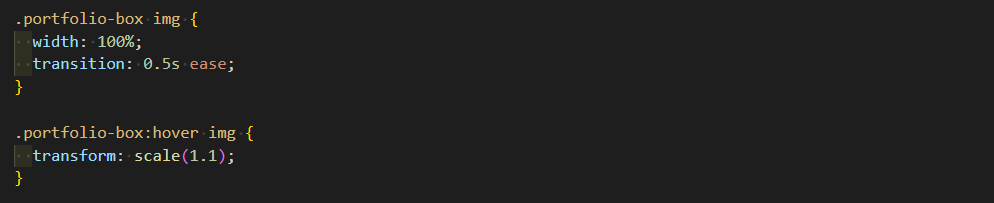 .portfolio-box img {
  width: 100%;
  transition: 0.5s ease;
}

.portfolio-box:hover img {
  transform: scale(1.1);
}